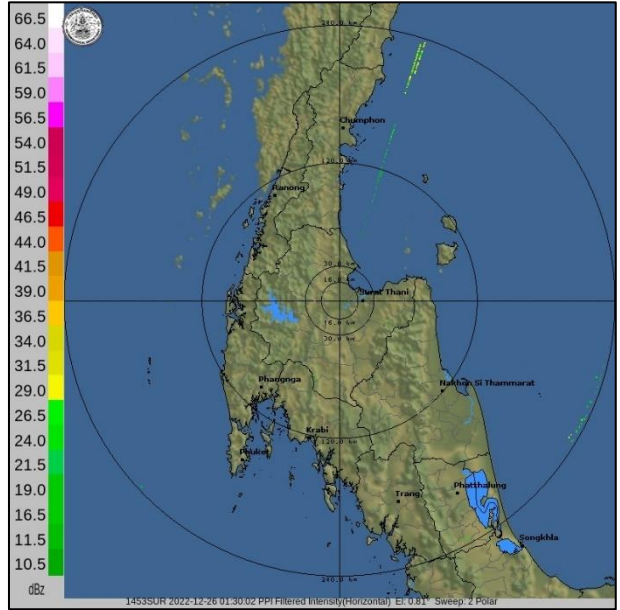 66.5
64.0
61.5
59.0
56.5
54.0
51.5
49.0
46.5
44.0
41.5
39.0
36.5
34.0
31.5
29.0
26.5
24.0
21.5
19.0
16.5
11.5
10.5
dBz
240.0 km
Chumphon
120.0 km
Ranong
30.0 km
16.0 km
Surat Thani
16.0 km
30.0 km
Phangnga
Nakhon Si Thammarat
Krabi
120.0 km
Phuket
Phatthalung
Trang
Songkhla
240.0 km
1453SUR 2022-12-26 01:30:02 PPI Filtered Intensity(Horizontal) El: 0.81° Sweep: 2 Polar